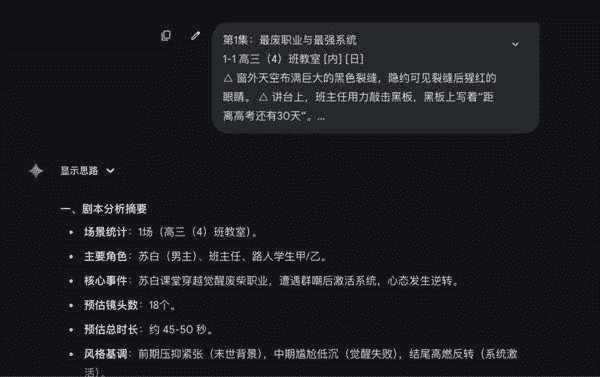 第1集：最废职业与最强系统
1-1 高三（4）班教室 [内] [日]
△ 窗外天空布满巨大的黑色裂缝，隐约可见裂缝后猩红的
眼睛。 △ 讲台上，班主任用力敲击黑板，黑板上写着“距
离高考还有30天”。...
显示思路
一、剧本分析摘要
• 场景统计：1场（高三（4）班教室）。
• 主要角色：苏白（男主）、班主任、路人学生甲/乙。
• 核心事件：苏白课堂穿越觉醒废柴职业，遭遇群嘲后激活系统，心态发生逆转。
• 预估镜头数：18个。
• 预估总时长：约 45-50 秒。
• 风格基调：前期压抑紧张（末世背景），中期尴尬低沉（觉醒失败），结尾高燃反转（系统激
活）。